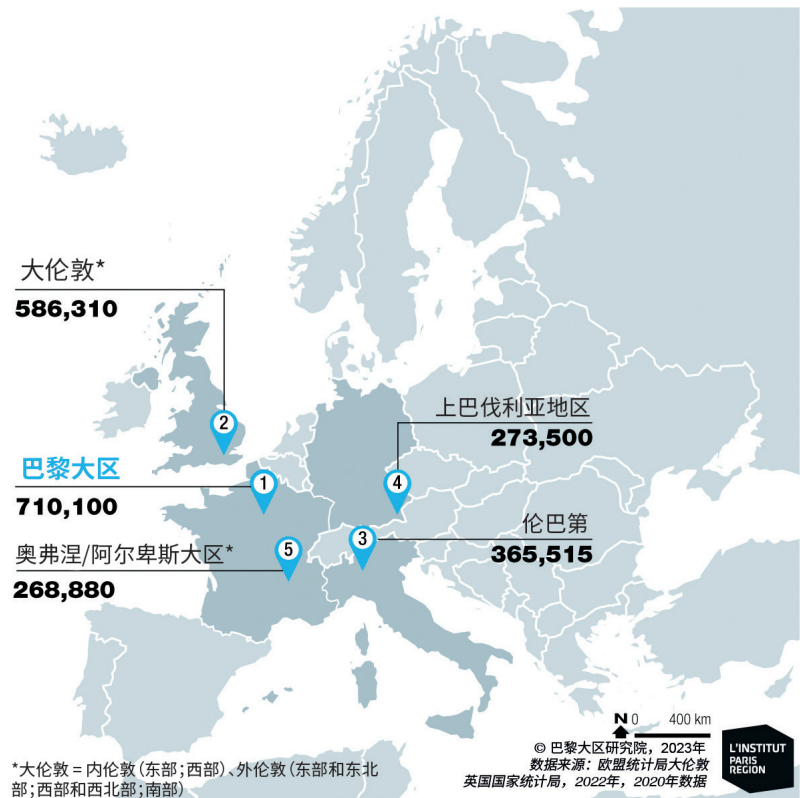 大伦敦*
586,310
2
上巴伐利亚地区
273,500
巴黎大区
1
4
710,100
伦巴第
3
365,515
奥弗涅/阿尔卑斯大区*
5
268,880
N 0 400 km
© 巴黎大区研究院，2023年
数据来源：欧盟统计局大伦敦
英国国家统计局，2022年，2020年数据
L'INSTITUT
PARIS
REGION
*大伦敦 = 内伦敦（东部；西部）、外伦敦（东部和东北
部；西部和西北部；南部）